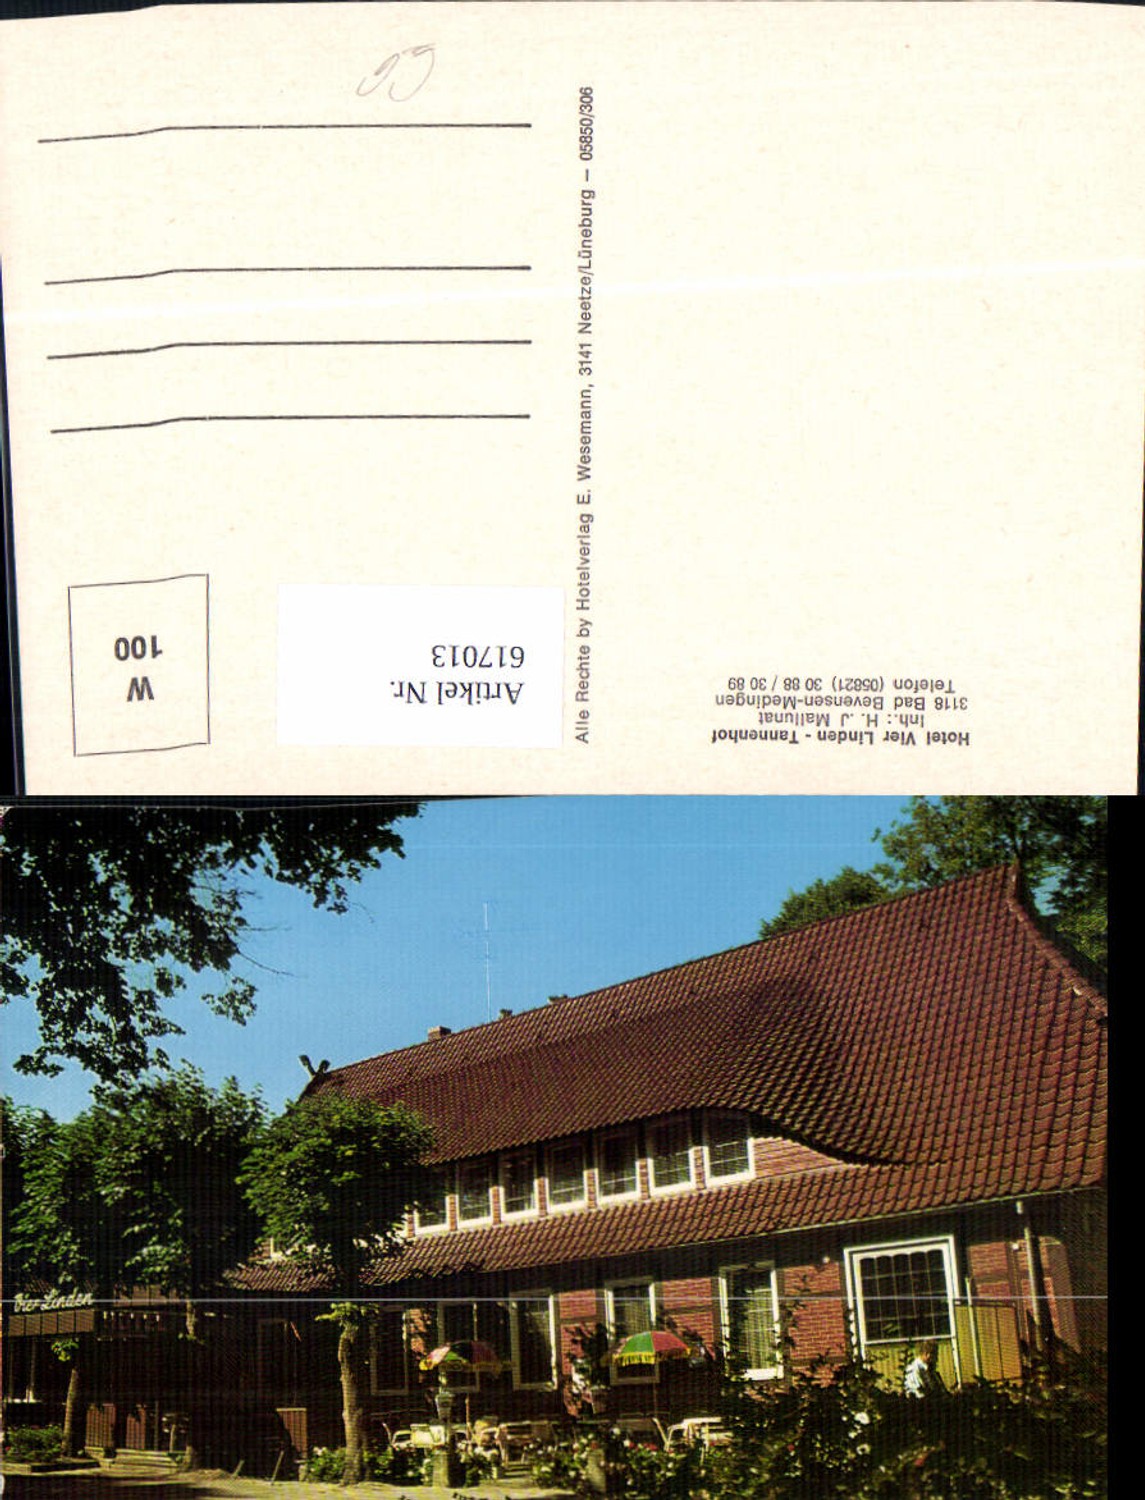 Hotel Vier Linden - Tannenhof
Inh.: H. J. Mallunat
3118 Bad Bevensen-Medingen
Telefon (05821) 30 88 / 30 89
Alle Rechte by Hotelverlag E. Wesemann, 3141 Neetze/Lüneburg — 05850/306
Artikel Nr.
617013
W
100
Vier Linden